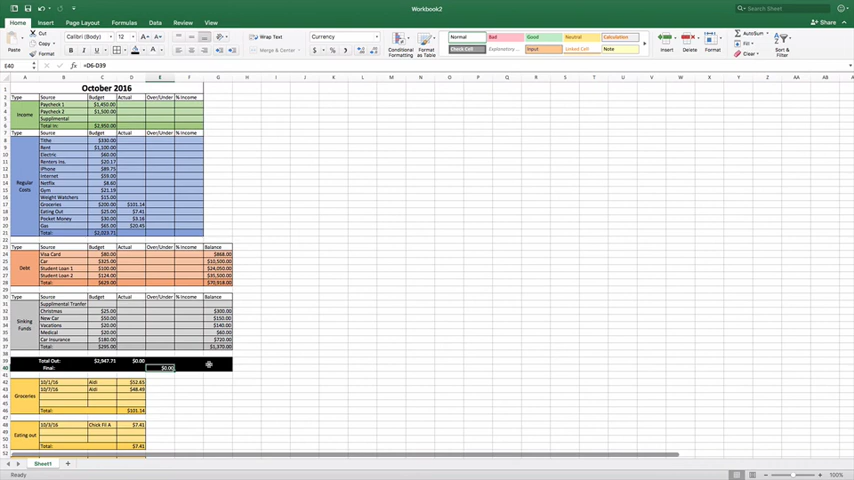 Workbook2
Search Sheet
Home Insert Page Layout Formulas Data Review View
Share
Paste
Cut
Copy
Format
Calibri (Body) 12
Wrap Text
Merge & Center
Currency
Conditional Formatting
Format as Table
Normal Bad Good Neutral Calculation
Check Cell Explanatory ... Input Linked Cell Note
Insert Delete Format
AutoSum
Fill
Clear
Sort & Filter
E40 fx =D6-D39
October 2016
Type Source Budget Actual Over/Under % Income
Income
Paycheck 1 $1,450.00
Paycheck 2 $1,500.00
Supplimental
Total In: $2,950.00
Type Source Budget Actual Over/Under % Income
Regular Costs
Tithe $330.00
Rent $1,100.00
Electric $60.00
Renters Ins. $20.17
iPhone $89.75
Internet $59.00
Netflix $8.60
Gym $21.19
Weight Watchers $15.00
Groceries $200.00 $101.14
Eating Out $25.00 $7.41
Pocket Money $30.00 $3.16
Gas $65.00 $20.45
Total: $2,023.71
Type Source Budget Actual Over/Under % Income Balance
Debt
Visa Card $80.00 $868.00
Car $325.00 $10,500.00
Student Loan 1 $100.00 $24,050.00
Student Loan 2 $124.00 $35,500.00
Total: $629.00 $70,918.00
Type Source Budget Actual Over/Under % Income Balance
Sinking Funds
Supplimental Tranfer
Christmas $25.00 $300.00
New Car $50.00 $150.00
Vacations $20.00 $140.00
Medical $20.00 $60.00
Car Insurance $180.00 $720.00
Total: $295.00 $1,370.00
Total Out: $2,947.71 $0.00
Final: $0.00
Groceries
10/1/16 Aldi $52.65
10/7/16 Aldi $48.49
Total: $101.14
Eating out
10/3/16 Chick Fil A $7.41
Total: $7.41
Sheet1
Ready
100%